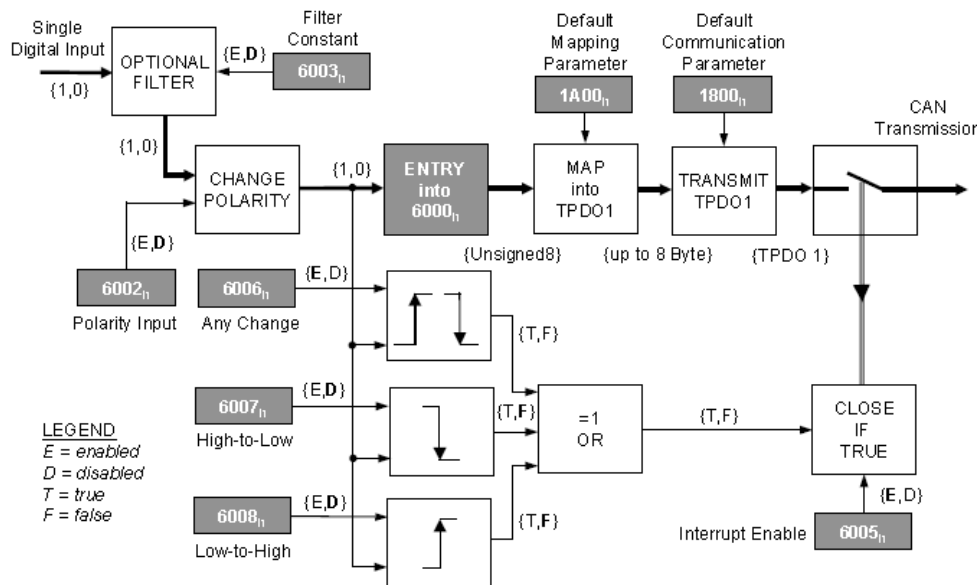 Single
Digital Input
{1,0}
OPTIONAL
FILTER
{E,D}
Filter
Constant
6003h
Default
Mapping
Parameter
1A00h
Default
Communication
Parameter
1800h
CAN
Transmission
{1,0}
CHANGE
POLARITY
{1,0}
ENTRY
into
6000h
MAP
into
TPDO1
TRANSMIT
TPDO1
{E,D}
{Unsigned8}
{up to 8 Byte}
{TPDO 1}
6002h
Polarity Input
6006h
Any Change
{E,D}
{T,F}
6007h
High-to-Low
{E,D}
{T,F}
=1
OR
{T,F}
CLOSE
IF
TRUE
LEGEND
E = enabled
D = disabled
T = true
F = false
6008h
Low-to-High
{E,D}
{T,F}
{E,D}
Interrupt Enable
6005h